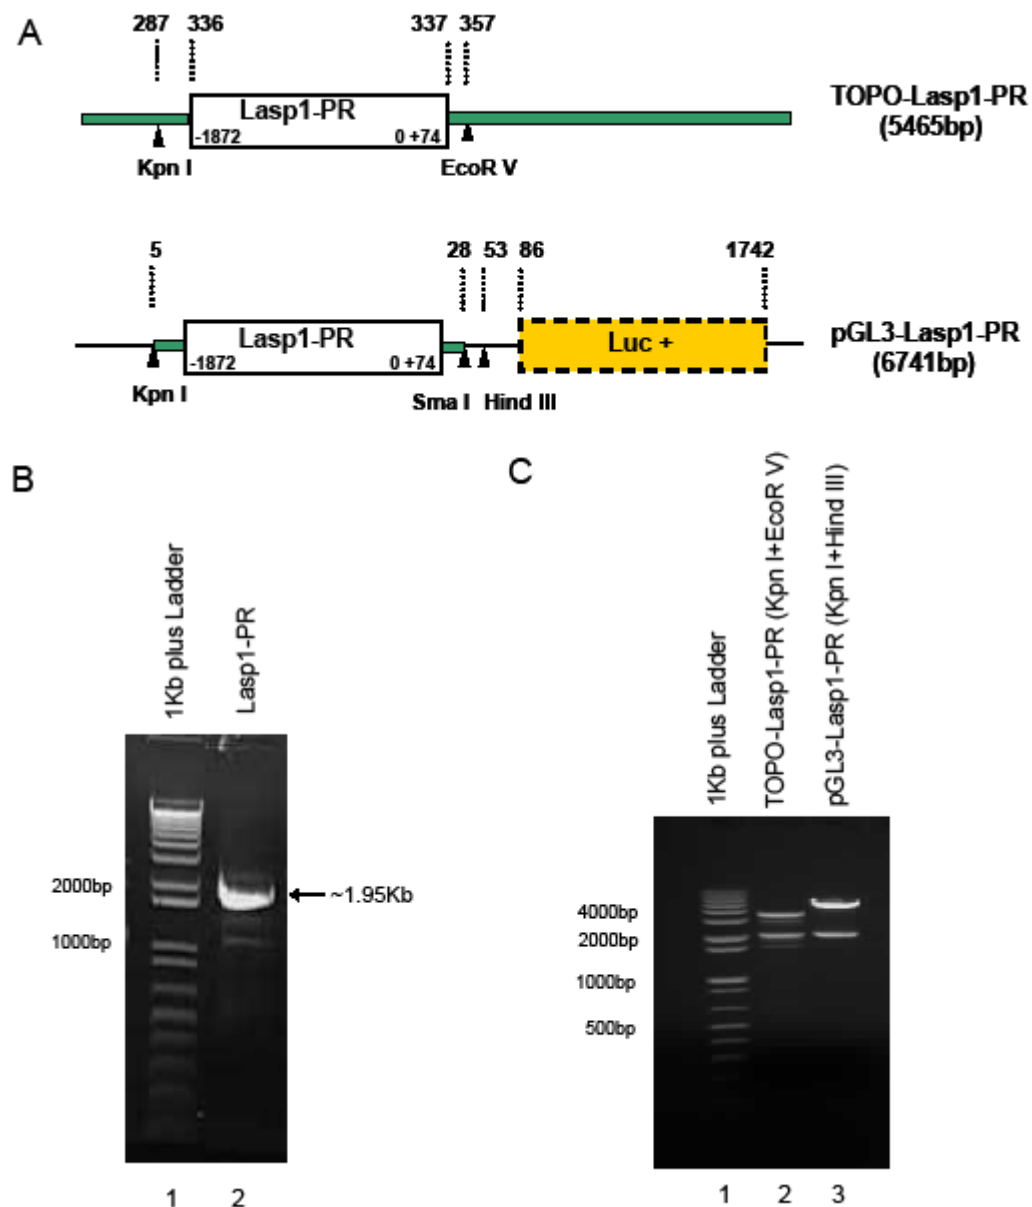 A
287 336 337 357
Lasp1-PR
-1872 0 +74
Kpn I EcoR V
TOPO-Lasp1-PR
(5465bp)
5 28 53 86 1742
Lasp1-PR
-1872 0 +74
Luc +
Kpn I Sma I Hind III
pGL3-Lasp1-PR
(6741bp)
B
1Kb plus Ladder
Lasp1-PR
2000bp
1000bp
~1.95Kb
1 2
C
1Kb plus Ladder
TOPO-Lasp1-PR (Kpn I+EcoR V)
pGL3-Lasp1-PR (Kpn I+Hind III)
4000bp
2000bp
1000bp
500bp
1 2 3